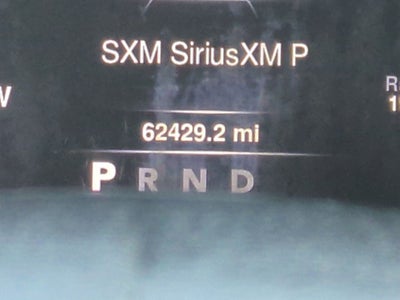 SXM SiriusXM P
62429.2 mi
P R N D